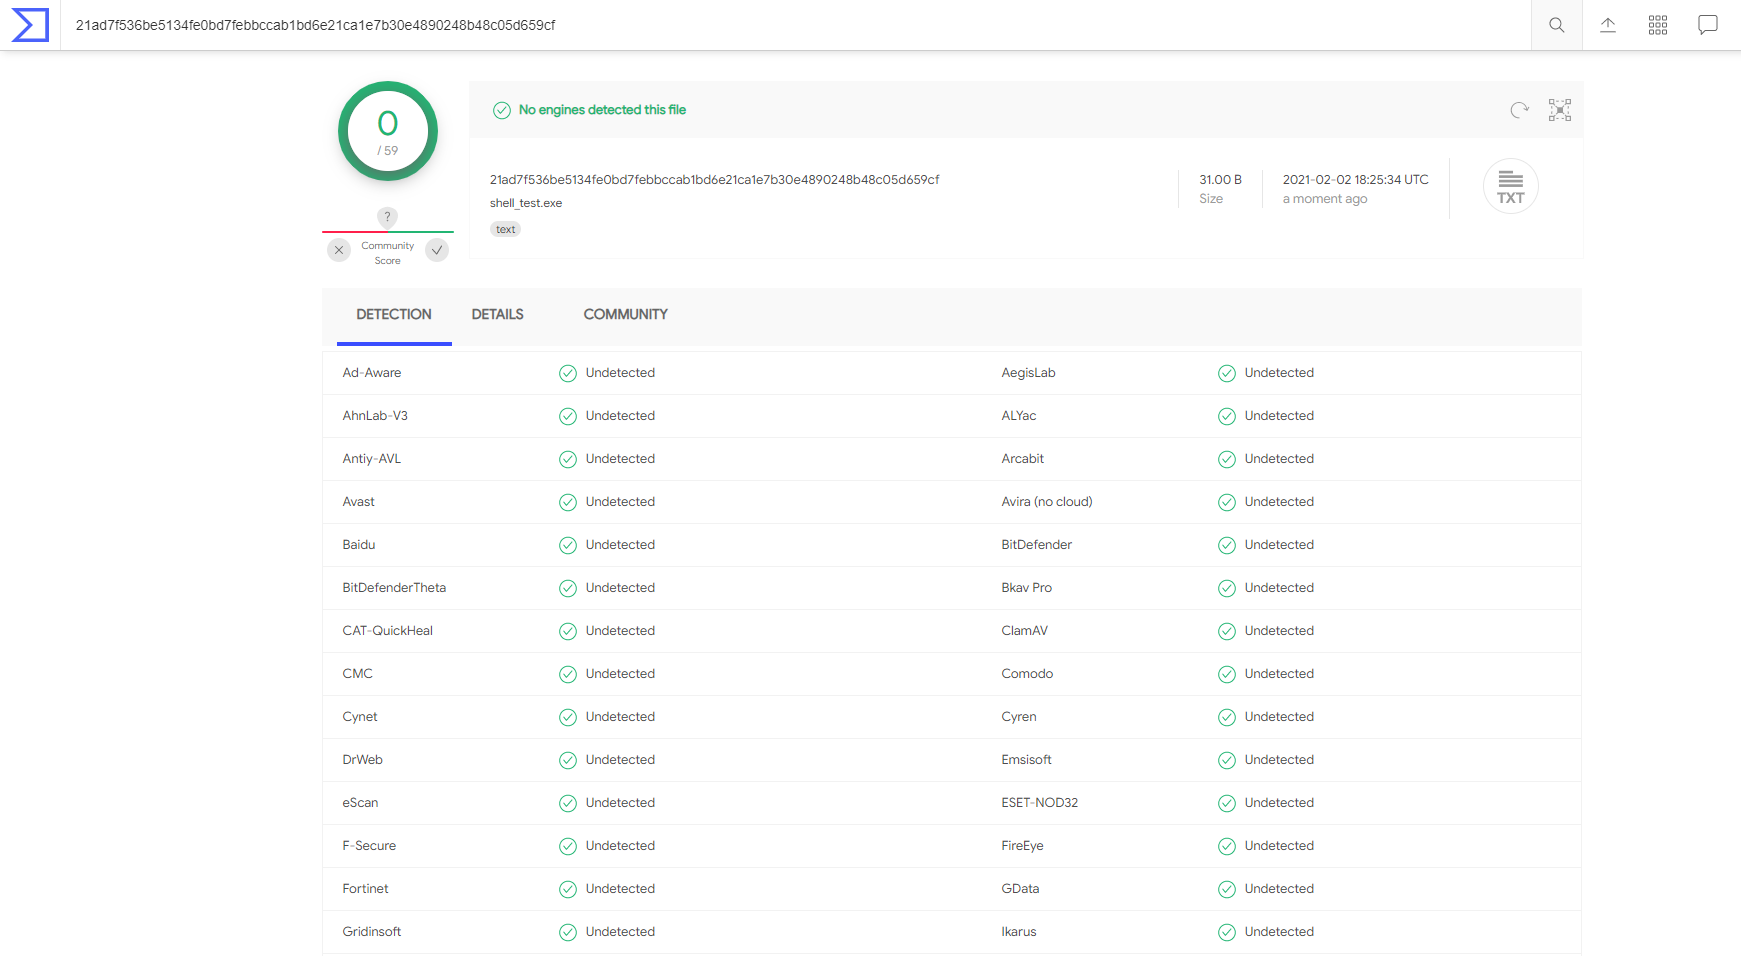 21ad7f536be5134fe0bd7febbccab1bd6e21ca1e7b30e4890248b48c05d659cf
0
/ 59
?
Community
Score
No engines detected this file
21ad7f536be5134fe0bd7febbccab1bd6e21ca1e7b30e4890248b48c05d659cf
shell_test.exe
text
31.00 B
Size
2021-02-02 18:25:34 UTC
a moment ago
TXT
DETECTION DETAILS COMMUNITY
Ad-Aware Undetected AegisLab Undetected
AhnLab-V3 Undetected ALYac Undetected
Antiy-AVL Undetected Arcabit Undetected
Avast Undetected Avira (no cloud) Undetected
Baidu Undetected BitDefender Undetected
BitDefenderTheta Undetected Bkav Pro Undetected
CAT-QuickHeal Undetected ClamAV Undetected
CMC Undetected Comodo Undetected
Cynet Undetected Cyren Undetected
DrWeb Undetected Emsisoft Undetected
eScan Undetected ESET-NOD32 Undetected
F-Secure Undetected FireEye Undetected
Fortinet Undetected GData Undetected
Gridinsoft Undetected Ikarus Undetected